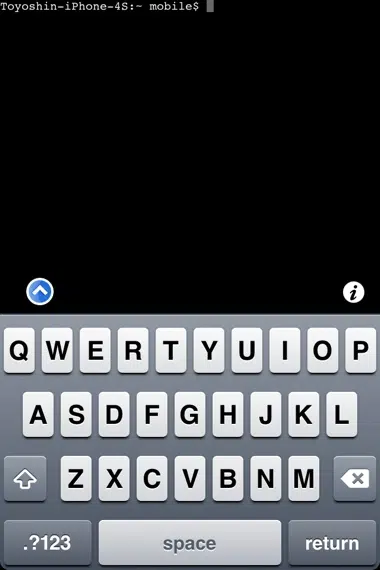 Toyoshin-iPhone-4S:~ mobile$
i
Q W E R T Y U I O P
A S D F G H J K L
Z X C V B N M
.?123 space return